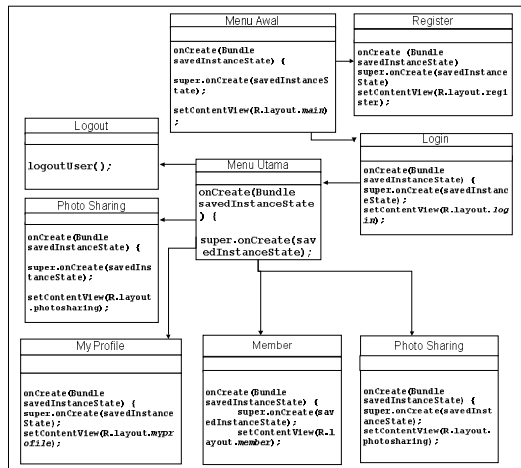 Menu Awal
onCreate(Bundle
savedInstanceState) {
super.onCreate(savedInstanceS
tate);
setContentView(R.layout.main)
;
Register
onCreate (Bundle
savedInstanceState)
super.onCreate(savedInstance
State)
setContentView(R.layout.regi
ster);
Logout
logoutUser();
Menu Utama
onCreate(Bundle
savedInstanceState
) {
super.onCreate(sav
edInstanceState);
Login
onCreate(Bundle
savedInstanceState) {
super.onCreate(savedInstanc
eState);
setContentView(R.layout.log
in);
Photo Sharing
onCreate(Bundle
savedInstanceState) {
super.onCreate(savedIns
tanceState);
setContentView(R.layout
.photosharing);
My Profile
onCreate(Bundle
savedInstanceState) {
super.onCreate(savedInstance
State);
setContentView(R.layout.mypr
ofile);
Member
onCreate(Bundle
savedInstanceState) {
super.onCreate(sav
edInstanceState);
setContentView(R.l
ayout.member);
Photo Sharing
onCreate(Bundle
savedInstanceState) {
super.onCreate(savedInst
anceState);
setContentView(R.layout.
photosharing);